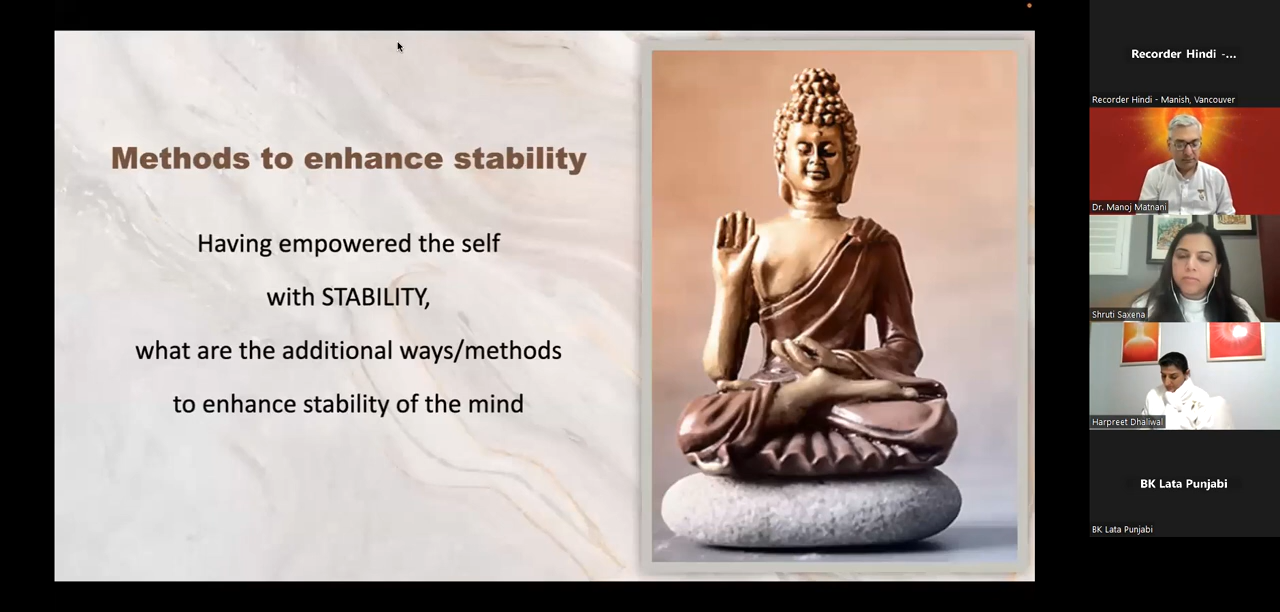 Methods to enhance stability
Having empowered the self
with STABILITY,
what are the additional ways/methods
to enhance stability of the mind
Recorder Hindi -...
Recorder Hindi - Manish, Vancouver
Dr. Manoj Matnani
Shruti Saxena
Harpreet Dhaliwal
BK Lata Punjabi
BK Lata Punjabi